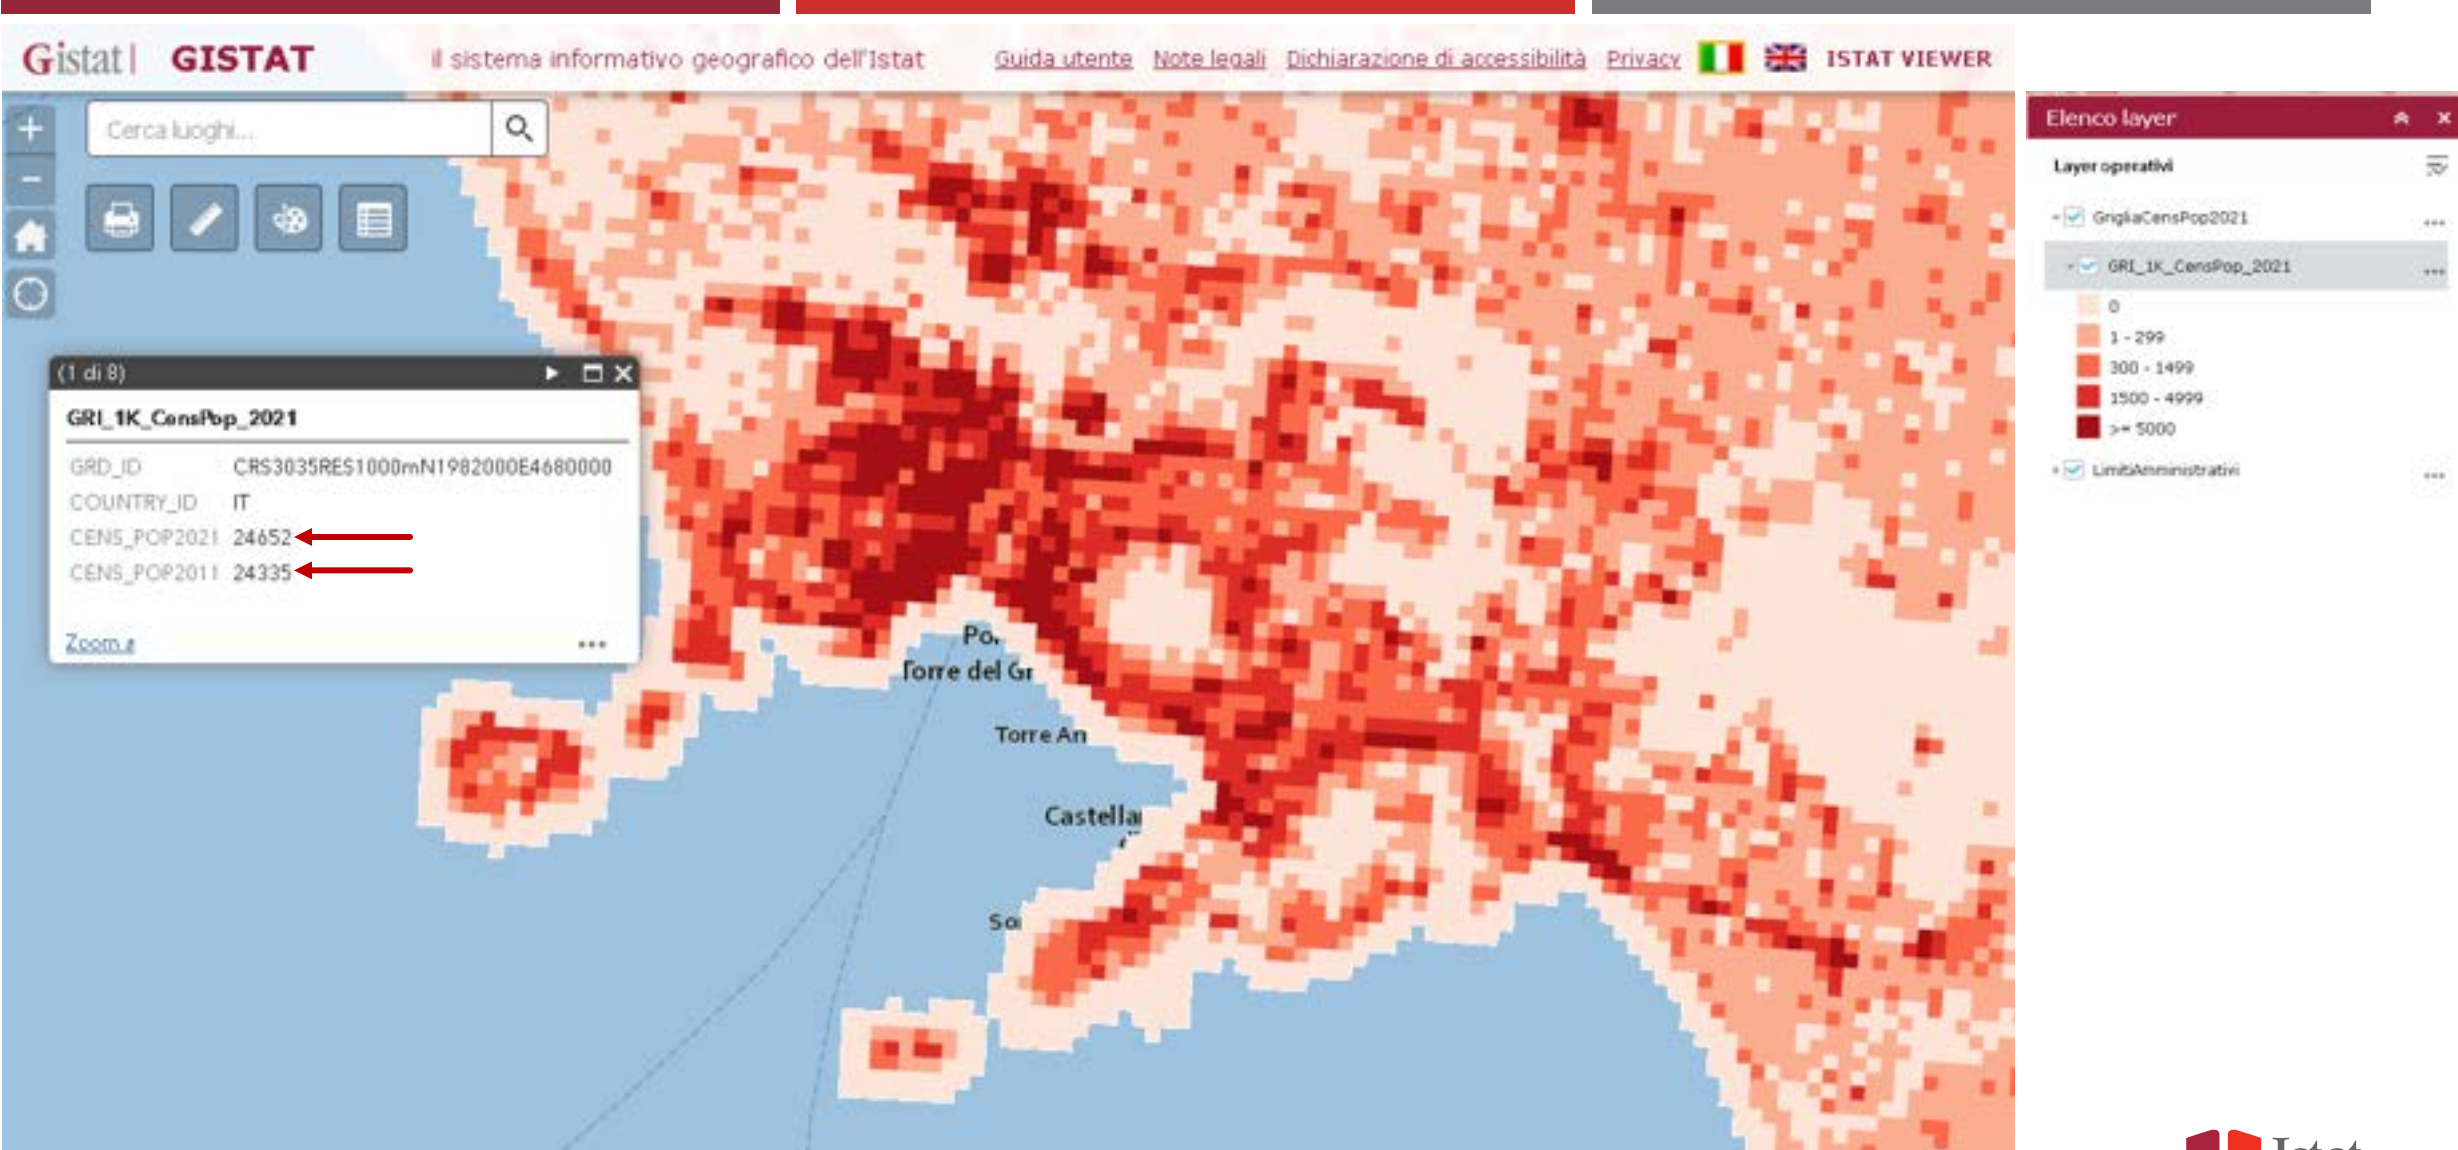 Gistat| GISTAT il sistema informativo geografico dell'Istat Guida utente Note legali Dichiarazione di accessibilità Privacy ISTAT VIEWER
Cerca luoghi...
(1 di 8)
GRI_1K_CensPop_2021
GRD_ID CRS3035RES1000mN1982000E4680000
COUNTRY_ID IT
CENS_POP2021 24652
CENS_POP2011 24335
Zoom a
Po
Torre del Gr
Torre An
Castella
So
Elenco layer
Layer operativi
GrigliaCensPop2021
GRI_1K_CensPop_2021
0
1 - 299
300 - 1499
1500 - 4999
>= 5000
LimitiAmministrativi
Istat